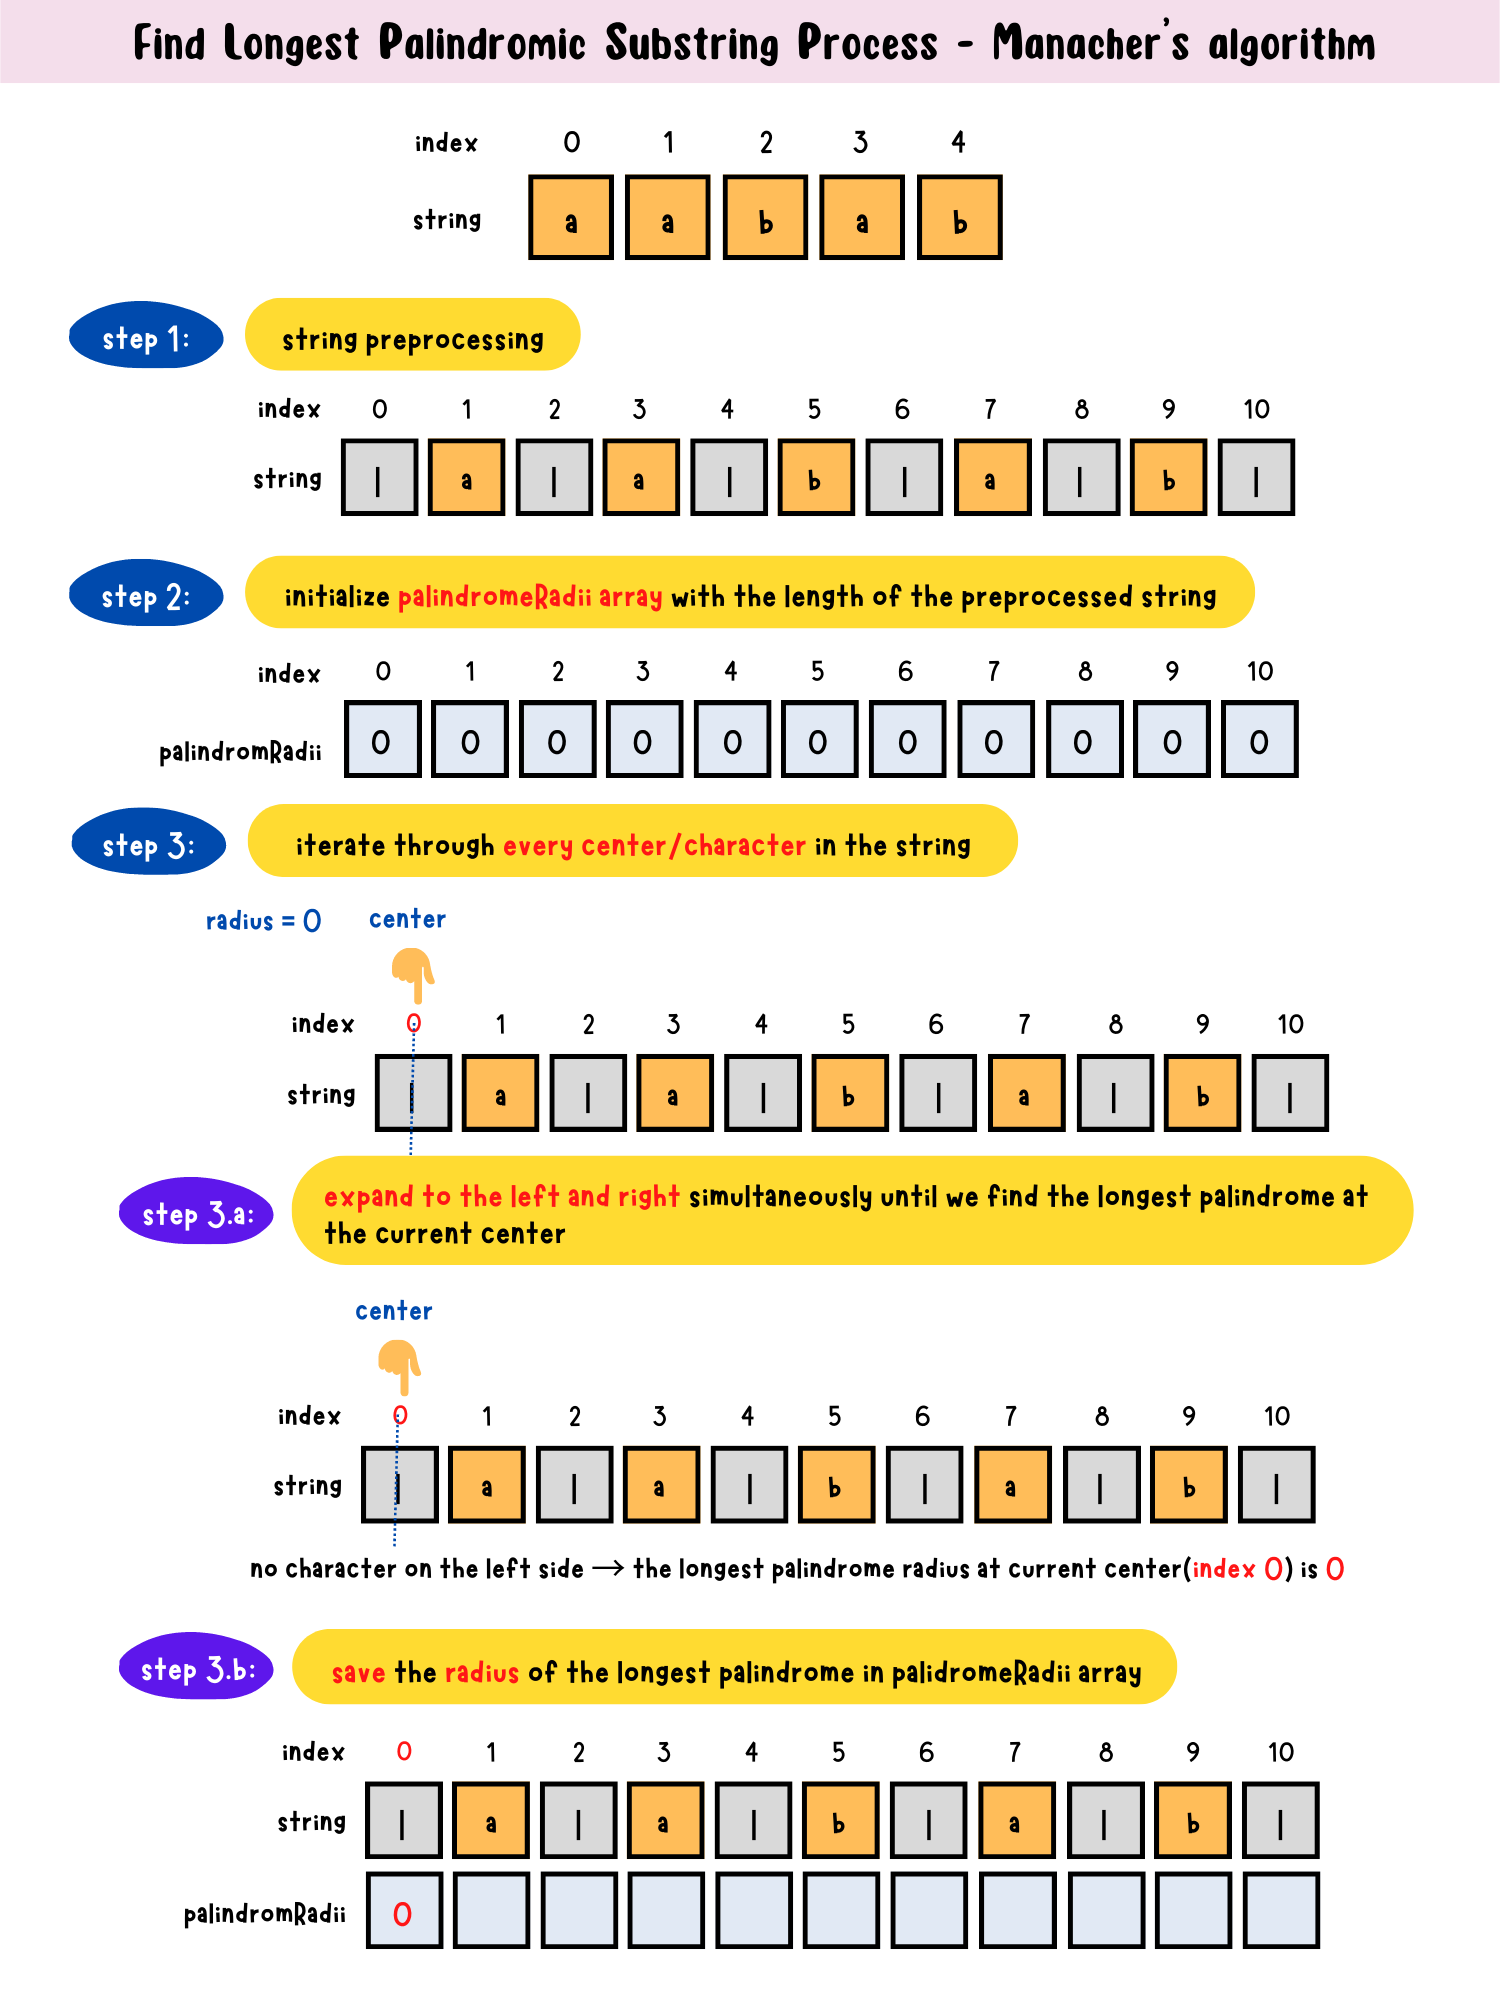 Find Longest Palindromic Substring Process - Manacher's algorithm
index 0 1 2 3 4
string a a b a b
step 1: string preprocessing
index 0 1 2 3 4 5 6 7 8 9 10
string | a | a | b | a | b |
step 2: initialize palindromeRadii array with the length of the preprocessed string
index 0 1 2 3 4 5 6 7 8 9 10
palindromRadii 0 0 0 0 0 0 0 0 0 0 0
step 3: iterate through every center/character in the string
radius = 0 center
index 0 1 2 3 4 5 6 7 8 9 10
string | a | a | b | a | b |
step 3.a: expand to the left and right simultaneously until we find the longest palindrome at
the current center
center
index 0 1 2 3 4 5 6 7 8 9 10
string | a | a | b | a | b |
no character on the left side → the longest palindrome radius at current center(index 0) is 0
step 3.b: save the radius of the longest palindrome in palidromeRadii array
index 0 1 2 3 4 5 6 7 8 9 10
string | a | a | b | a | b |
palindromRadii 0